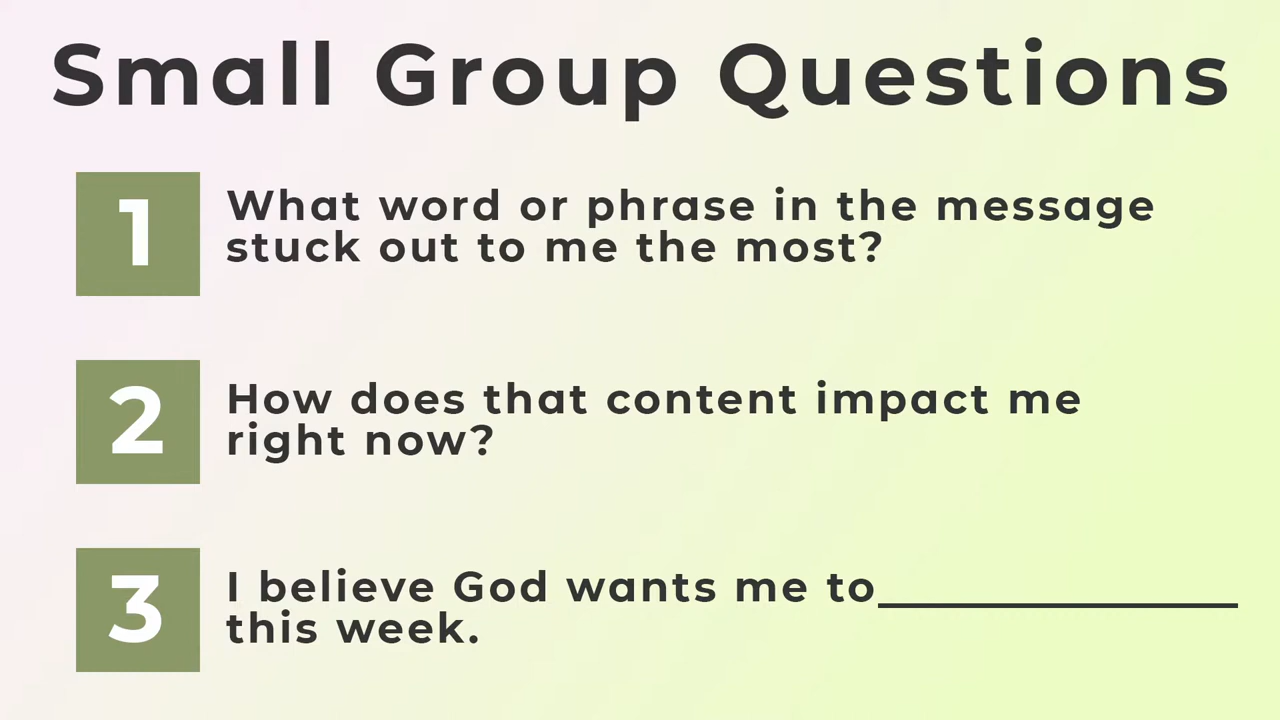 Small Group Questions
1
What word or phrase in the message
stuck out to me the most?
2
How does that content impact me
right now?
3
I believe God wants me to_______________
this week.